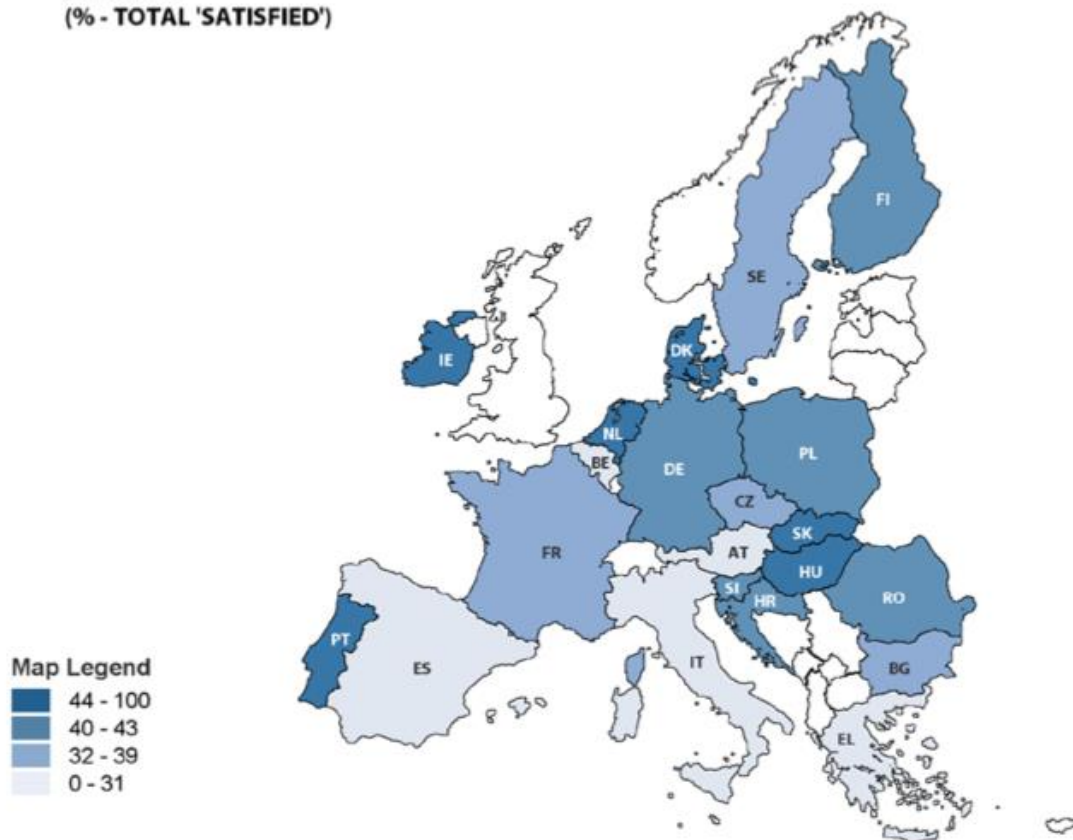 (% - TOTAL 'SATISFIED')
FI
SE
IE
DK
NL
BE
DE
PL
CZ
SK
FR
AT
HU
SI
HR
RO
PT
ES
IT
BG
EL
Map Legend
44 - 100
40 - 43
32 - 39
0 - 31